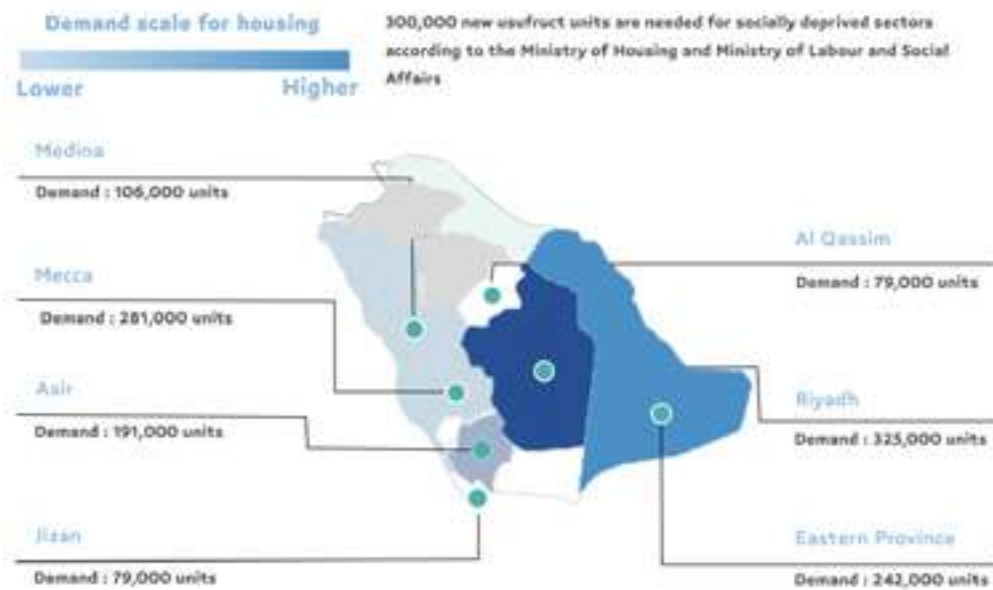 Demand scale for housing
Lower
Higher
300,000 new usufruct units are needed for socially deprived sectors
according to the Ministry of Housing and Ministry of Labour and Social
Affairs
Medina
Demand : 106,000 units
Mecca
Demand : 281,000 units
Asir
Demand : 191,000 units
Jizan
Demand : 79,000 units
Al Qassim
Demand : 79,000 units
Riyadh
Demand : 325,000 units
Eastern Province
Demand : 242,000 units